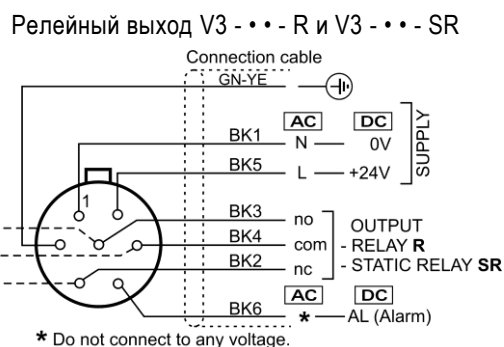 Релейный выход V3 - • • - R и V3 - • • - SR
Connection cable
GN-YE
AC DC
BK1 N 0V
BK5 L +24V
SUPPLY
1
BK3 no
BK4 com
BK2 nc
OUTPUT
- RELAY R
- STATIC RELAY SR
AC DC
BK6 * AL (Alarm)
* Do not connect to any voltage.